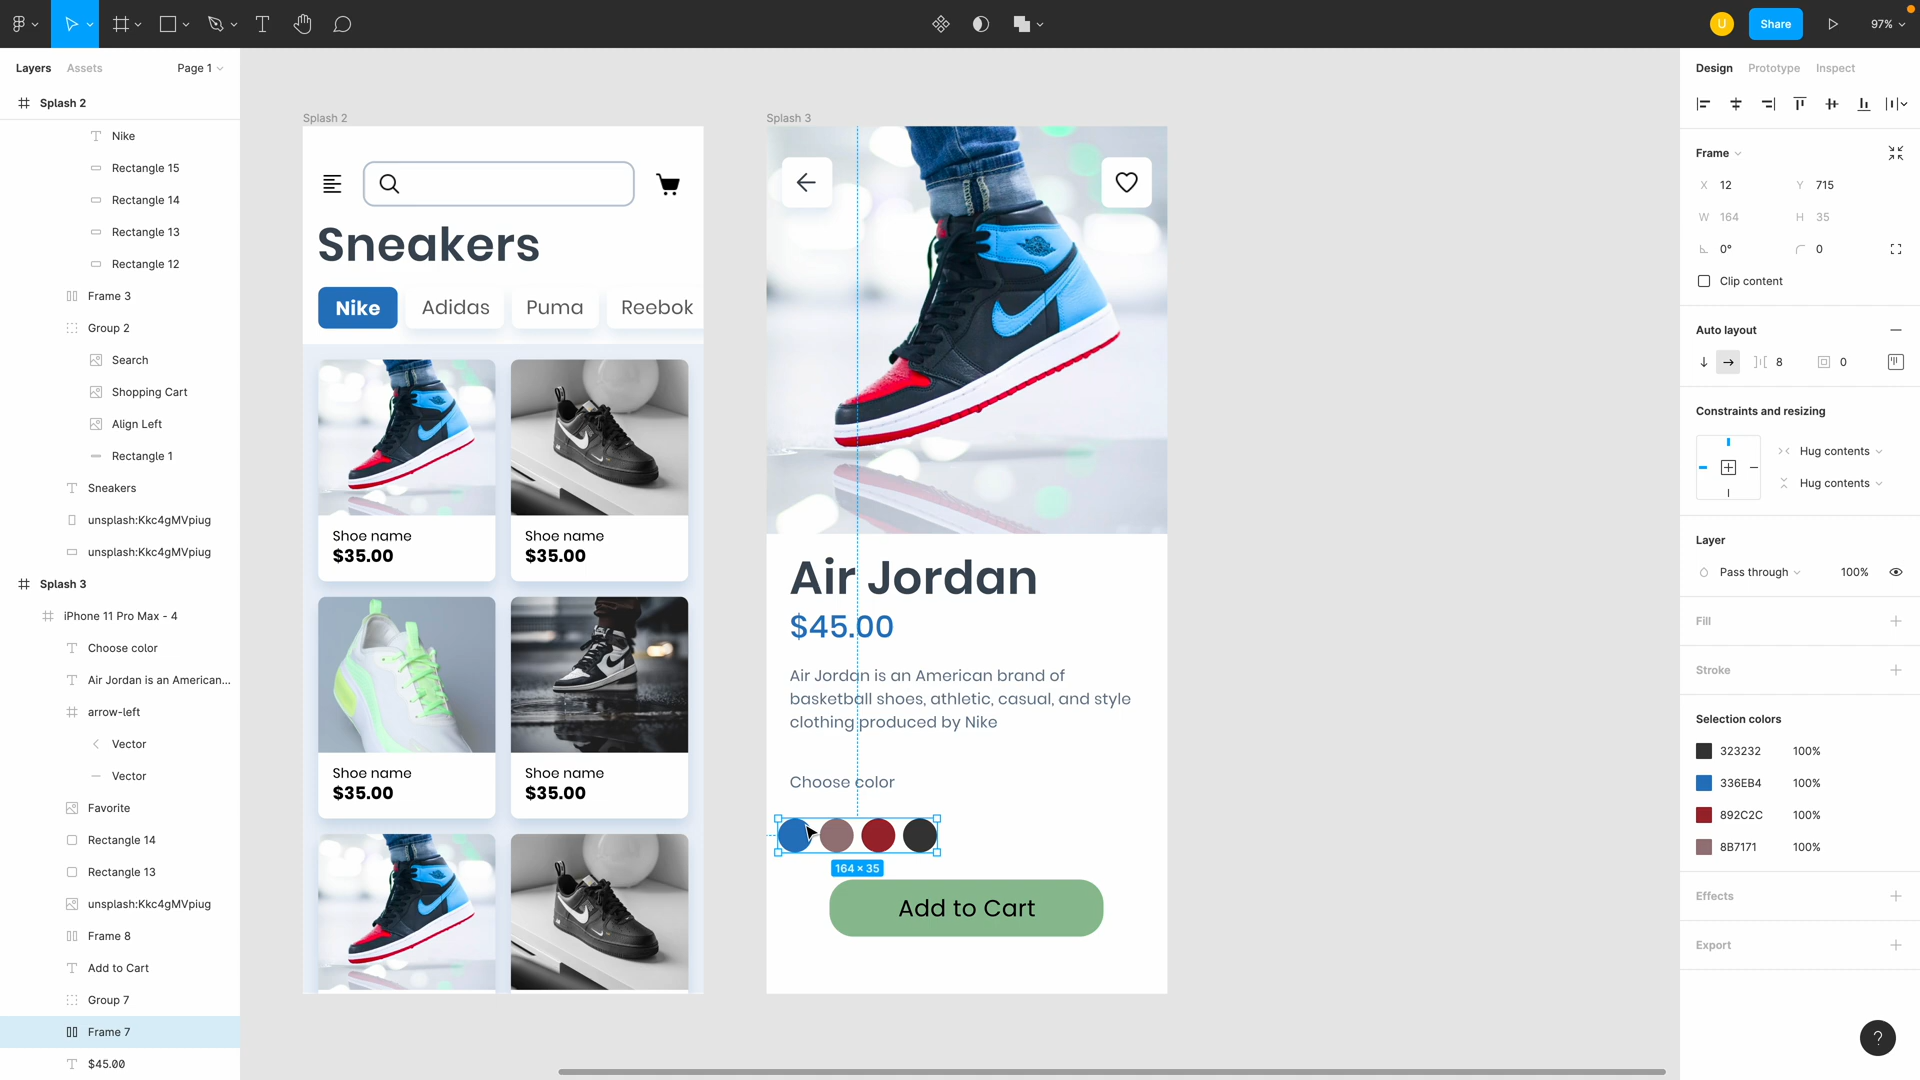 U
Share
97%
Layers
Assets
Page 1
Splash 2
Nike
Rectangle 15
Rectangle 14
Rectangle 13
Rectangle 12
Frame 3
Group 2
Search
Shopping Cart
Align Left
Rectangle 1
Sneakers
unsplash:Kkc4gMVpiug
unsplash:Kkc4gMVpiug
Splash 3
iPhone 11 Pro Max - 4
Choose color
Air Jordan is an American...
arrow-left
Vector
Vector
Favorite
Rectangle 14
Rectangle 13
unsplash:Kkc4gMVpiug
Frame 8
Add to Cart
Group 7
Frame 7
$45.00
Splash 2
Sneakers
Nike
Adidas
Puma
Reebok
Shoe name
$35.00
Shoe name
$35.00
Shoe name
$35.00
Shoe name
$35.00
Splash 3
Air Jordan
$45.00
Air Jordan is an American brand of
basketball shoes, athletic, casual, and style
clothing produced by Nike
Choose color
164 × 35
Add to Cart
Design
Prototype
Inspect
Frame
X 12
Y 715
W 164
H 35
0°
0
Clip content
Auto layout
8
0
Constraints and resizing
Hug contents
Hug contents
Layer
Pass through
100%
Fill
Stroke
Selection colors
323232 100%
336EB4 100%
892C2C 100%
8B7171 100%
Effects
Export
?